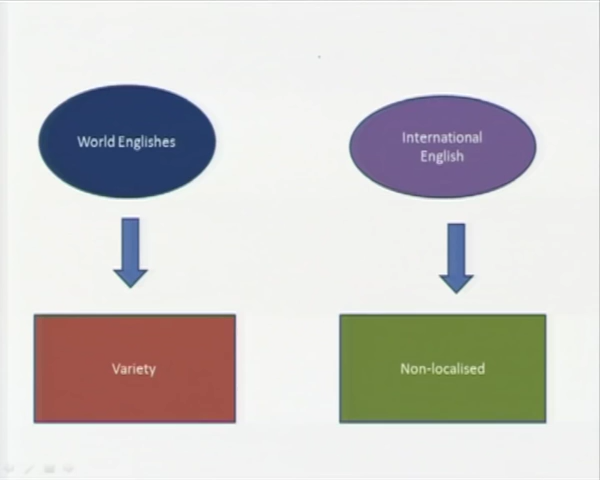 World Englishes
International
English
Variety
Non-localised